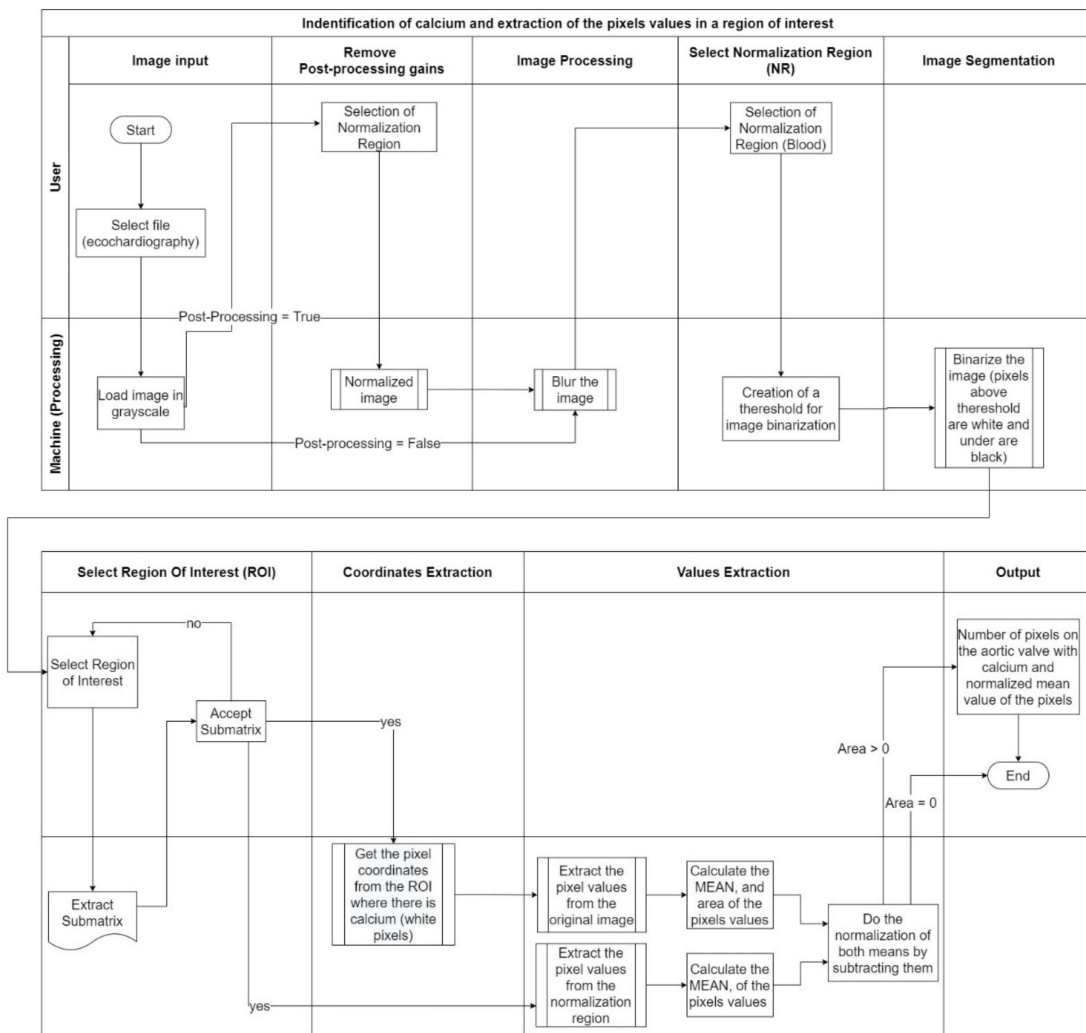 Indentification of calcium and extraction of the pixels values in a region of interest
Image input
Remove
Post-processing gains
Image Processing
Select Normalization Region
(NR)
Image Segmentation
User
Start
Select file
(ecochardiography)
Selection of
Normalization
Region
Selection of
Normalization
Region (Blood)
Post-Processing = True
Machine (Processing)
Load image in
grayscale
Normalized
image
Blur the
image
Creation of a
thereshold for
image binarization
Binarize the
image (pixels
above
thereshold
are white and
under are
black)
Post-processing = False
Select Region Of Interest (ROI)
Coordinates Extraction
Values Extraction
Output
no
Select Region
of Interest
Accept
Submatrix
yes
Number of pixels on
the aortic valve with
calcium and
normalized mean
value of the pixels
Area > 0
End
Area = 0
Extract
Submatrix
Get the pixel
coordinates
from the ROI
where there is
calcium (white
pixels)
Extract the
pixel values
from the
original image
Calculate the
MEAN, and
area of the
pixels values
Do the
normalization of
both means by
subtracting them
yes
Extract the
pixel values
from the
normalization
region
Calculate the
MEAN, of the
pixels values